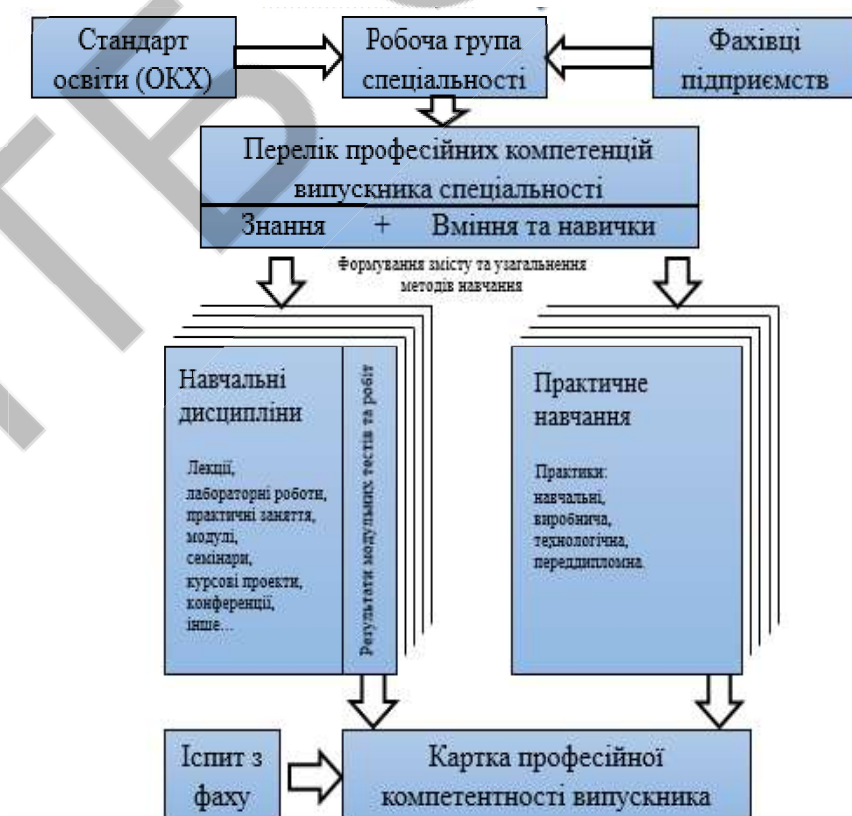 Стандарт
освіти (ОКХ)
Робоча група
спеціальності
Фахівці
підприємств
Перелік професійних компетенцій
випускника спеціальності
Знання + Вміння та навички
Формування змісту та узагальнення
методів навчання
Навчальні
дисципліни
Лекції,
лабораторні роботи,
практичні заняття,
модулі,
семінари,
курсові проекти,
конференції,
інше...
Результати модульних тестів та робіт
Практичне
навчання
Практики:
навчальні,
виробнича,
технологічна,
переддипломна.
Іспит з
фаху
Картка професійної
компетентності випускника